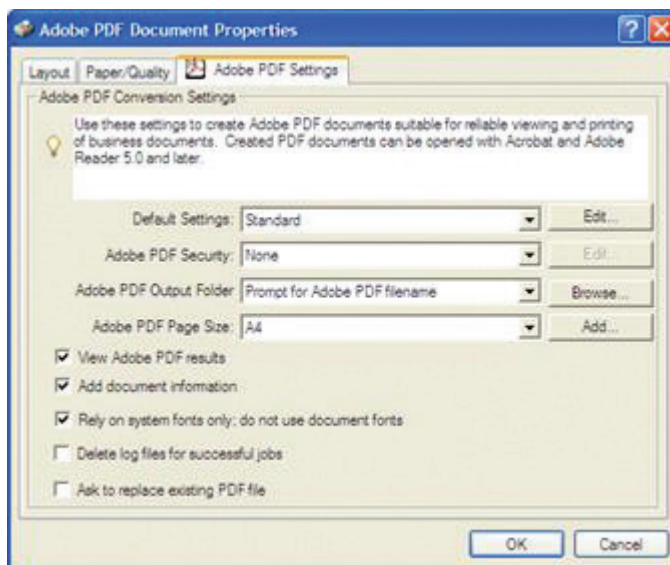 Adobe PDF Document Properties
Layout Paper/Quality Adobe PDF Settings
Adobe PDF Conversion Settings
Use these settings to create Adobe PDF documents suitable for reliable viewing and printing
of business documents. Created PDF documents can be opened with Acrobat and Adobe
Reader 5.0 and later.
Default Settings: Standard Edit...
Adobe PDF Security: None Edit...
Adobe PDF Output Folder Prompt for Adobe PDF filename Browse...
Adobe PDF Page Size: A4 Add...
View Adobe PDF results
Add document information
Rely on system fonts only; do not use document fonts
Delete log files for successful jobs
Ask to replace existing PDF file
OK Cancel